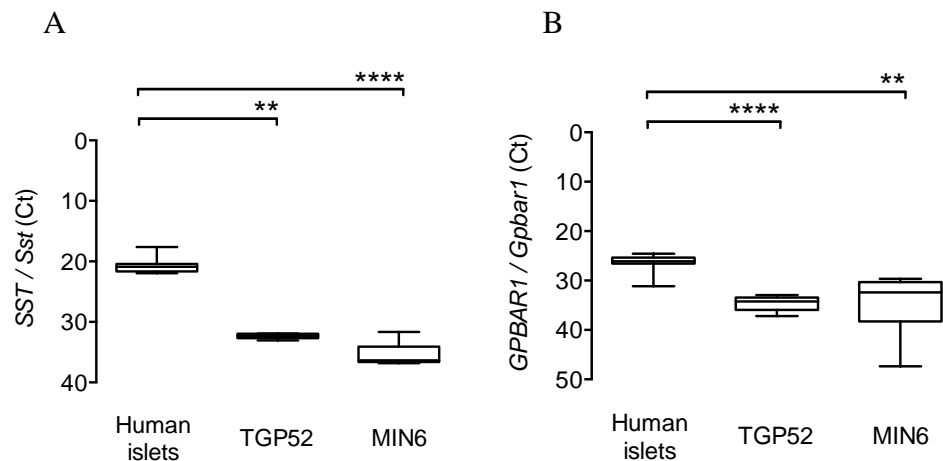 A
****
**
0
10
20
30
40
SST / Sst (Ct)
Human
islets
TGP52
MIN6
B
**
****
0
10
20
30
40
50
GPBAR1 / Gpbar1 (Ct)
Human
islets
TGP52
MIN6